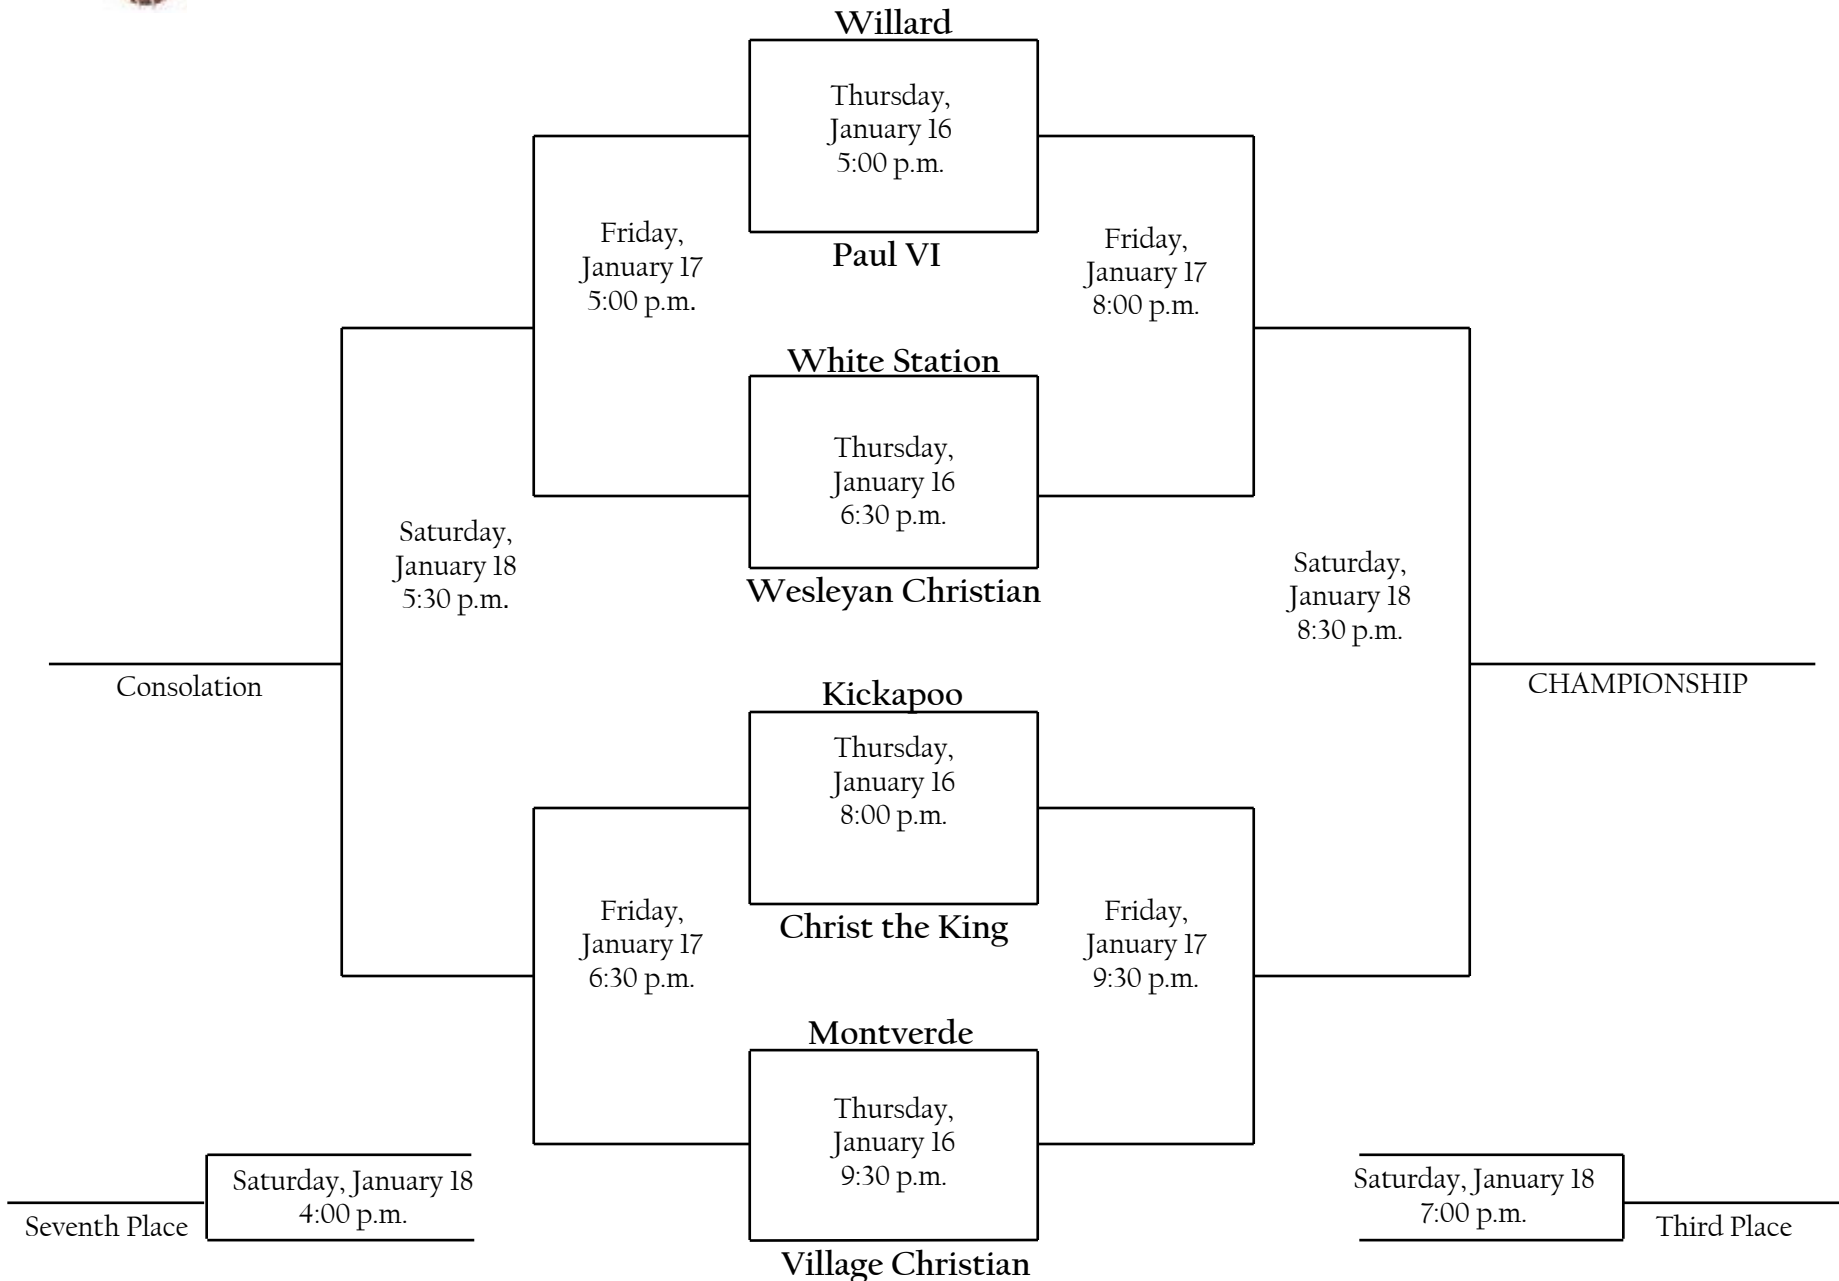 Willard
Thursday,
January 16
5:00 p.m.
Paul VI
Friday,
January 17
5:00 p.m.
Friday,
January 17
8:00 p.m.
White Station
Thursday,
January 16
6:30 p.m.
Wesleyan Christian
Saturday,
January 18
5:30 p.m.
Saturday,
January 18
8:30 p.m.
Consolation
CHAMPIONSHIP
Kickapoo
Thursday,
January 16
8:00 p.m.
Christ the King
Friday,
January 17
6:30 p.m.
Friday,
January 17
9:30 p.m.
Montverde
Thursday,
January 16
9:30 p.m.
Village Christian
Saturday, January 18
4:00 p.m.
Seventh Place
Saturday, January 18
7:00 p.m.
Third Place